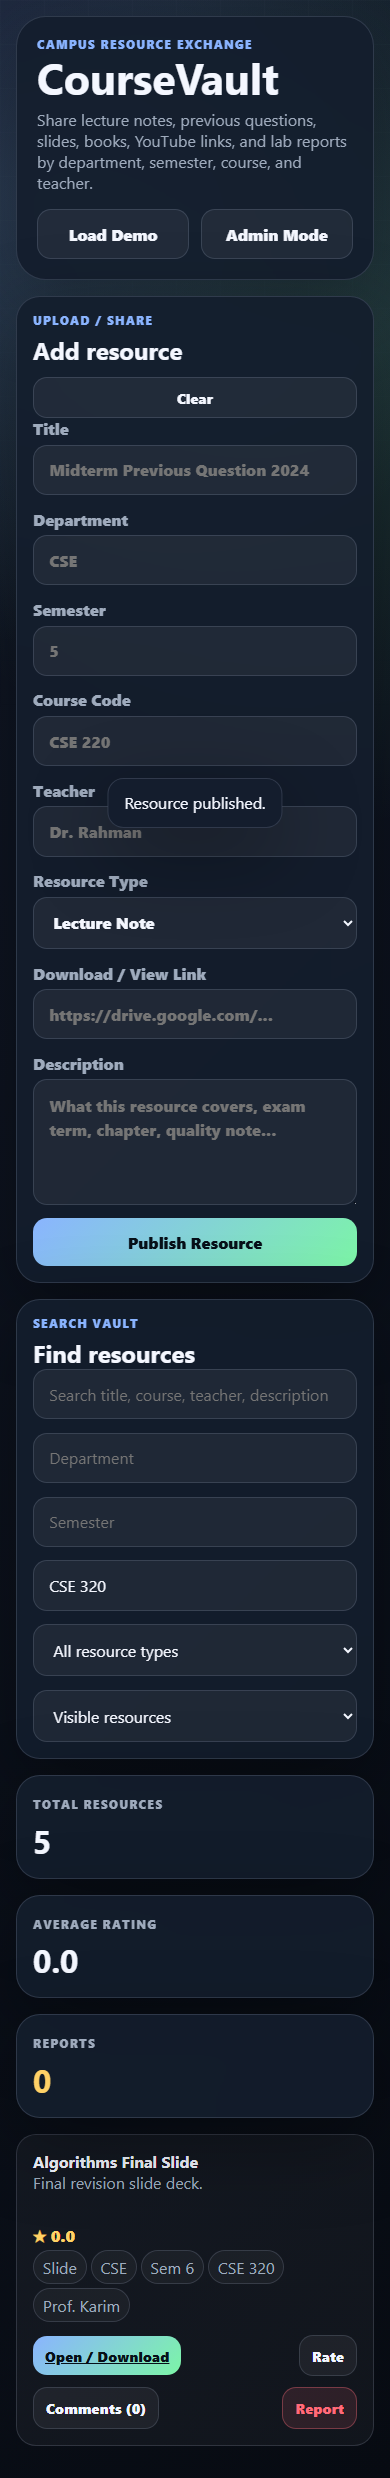 CAMPUS RESOURCE EXCHANGE
CourseVault
Share lecture notes, previous questions,
slides, books, YouTube links, and lab reports
by department, semester, course, and
teacher.
Load Demo
Admin Mode
UPLOAD / SHARE
Add resource
Clear
Title
Midterm Previous Question 2024
Department
CSE
Semester
5
Course Code
CSE 220
Teacher
Resource published.
Dr. Rahman
Resource Type
Lecture Note
Download / View Link
https://drive.google.com/...
Description
What this resource covers, exam
term, chapter, quality note...
Publish Resource
SEARCH VAULT
Find resources
Search title, course, teacher, description
Department
Semester
CSE 320
All resource types
Visible resources
TOTAL RESOURCES
5
AVERAGE RATING
0.0
REPORTS
0
Algorithms Final Slide
Final revision slide deck.
★ 0.0
Slide
CSE
Sem 6
CSE 320
Prof. Karim
Open / Download
Rate
Comments (0)
Report